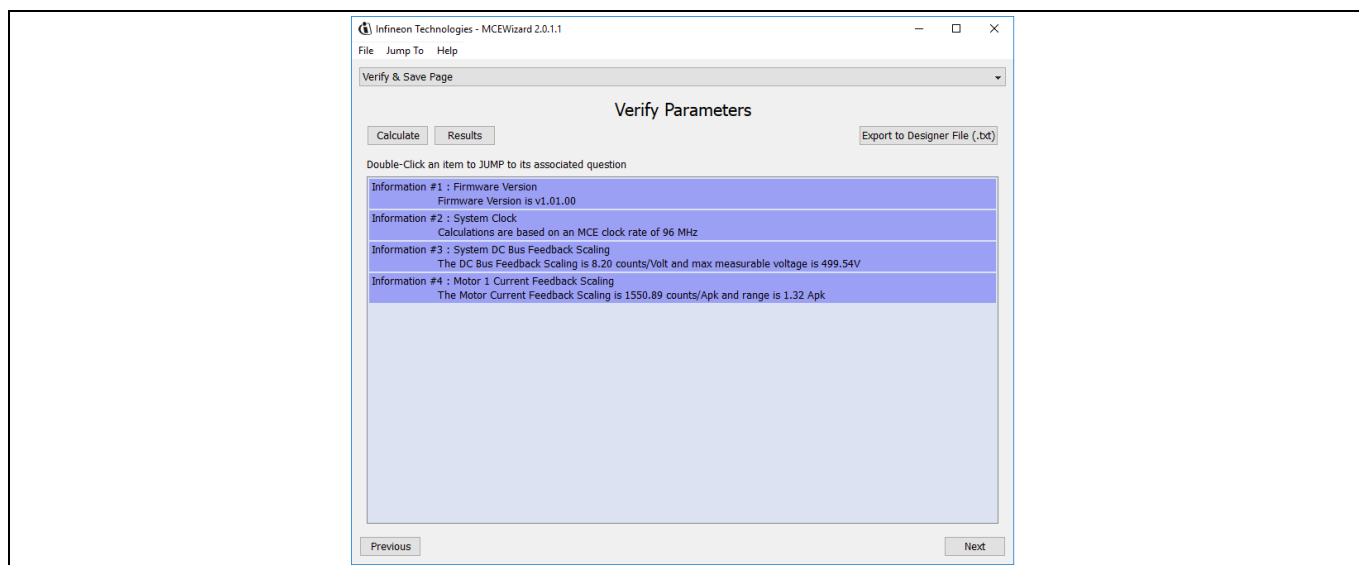 Infineon Technologies - MCEWizard 2.0.1.1
File Jump To Help
Verify & Save Page
Verify Parameters
Calculate Results Export to Designer File (.txt)
Double-Click an item to JUMP to its associated question
Information #1 : Firmware Version
Firmware Version is v1.01.00
Information #2 : System Clock
Calculations are based on an MCE clock rate of 96 MHz
Information #3 : System DC Bus Feedback Scaling
The DC Bus Feedback Scaling is 8.20 counts/Volt and max measurable voltage is 499.54V
Information #4 : Motor 1 Current Feedback Scaling
The Motor Current Feedback Scaling is 1550.89 counts/Apk and range is 1.32 Apk
Previous Next